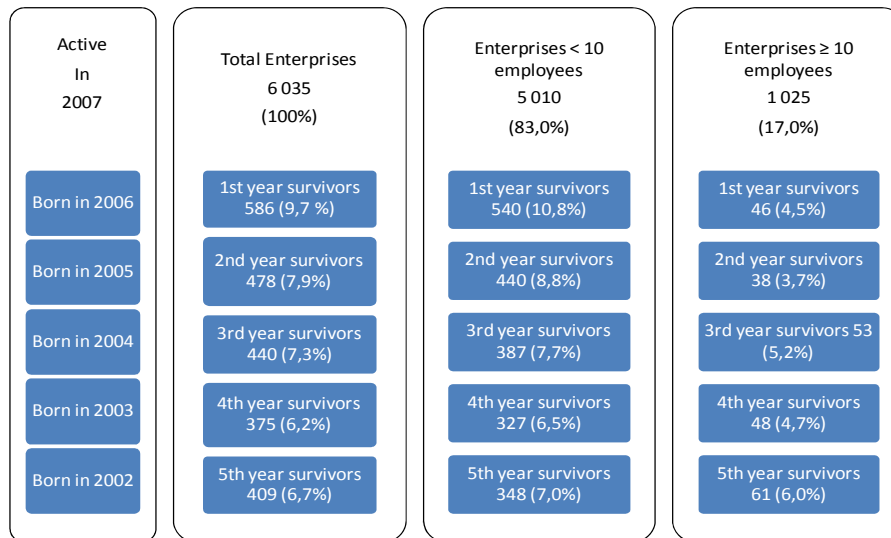 Active
In
2007
Born in 2006
Born in 2005
Born in 2004
Born in 2003
Born in 2002
Total Enterprises
6 035
(100%)
1st year survivors
586 (9,7 %)
2nd year survivors
478 (7,9%)
3rd year survivors
440 (7,3%)
4th year survivors
375 (6,2%)
5th year survivors
409 (6,7%)
Enterprises < 10
employees
5 010
(83,0%)
1st year survivors
540 (10,8%)
2nd year survivors
440 (8,8%)
3rd year survivors
387 (7,7%)
4th year survivors
327 (6,5%)
5th year survivors
348 (7,0%)
Enterprises ≥ 10
employees
1 025
(17,0%)
1st year survivors
46 (4,5%)
2nd year survivors
38 (3,7%)
3rd year survivors 53
(5,2%)
4th year survivors
48 (4,7%)
5th year survivors
61 (6,0%)